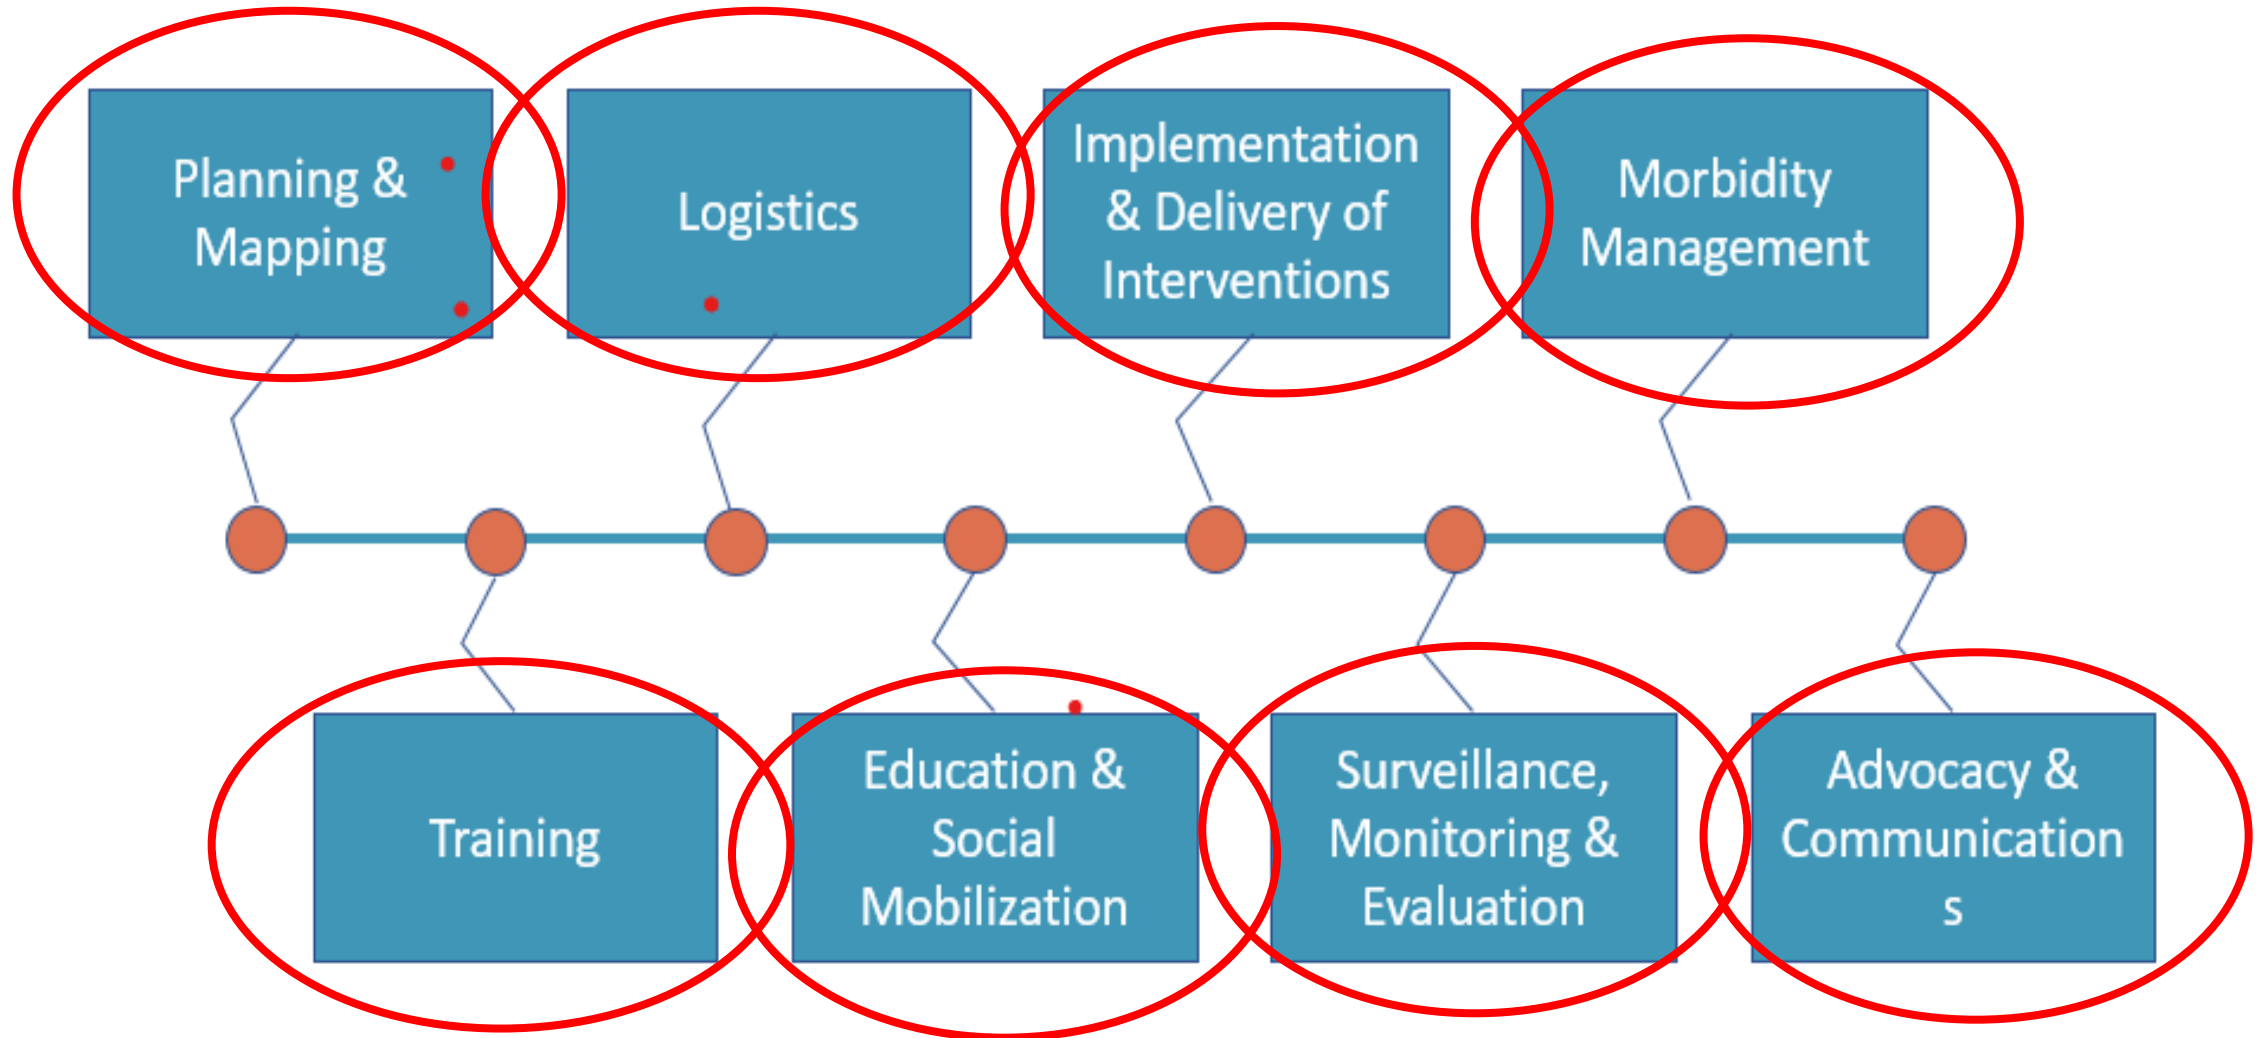 Planning &
Mapping
Logistics
Implementation
& Delivery of
Interventions
Morbidity
Management
Training
Education &
Social
Mobilization
Surveillance,
Monitoring &
Evaluation
Advocacy &
Communication
s